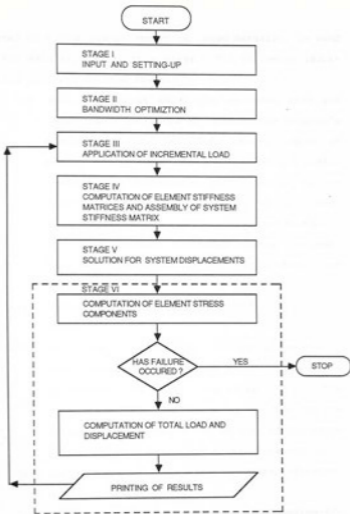 START
STAGE I
INPUT AND SETTING-UP
STAGE II
BANDWIDTH OPTIMIZTION
STAGE III
APPLICATION OF INCREMENTAL LOAD
STAGE IV
COMPUTATION OF ELEMENT STIFFNESS
MATRICES AND ASSEMBLY OF SYSTEM
STIFFNESS MATRIX
STAGE V
SOLUTION FOR SYSTEM DISPLACEMENTS
STAGE VI
COMPUTATION OF ELEMENT STRESS
COMPONENTS
HAS FAILURE
OCCURED ?
YES
STOP
NO
COMPUTATION OF TOTAL LOAD AND
DISPLACEMENT
PRINTING OF RESULTS